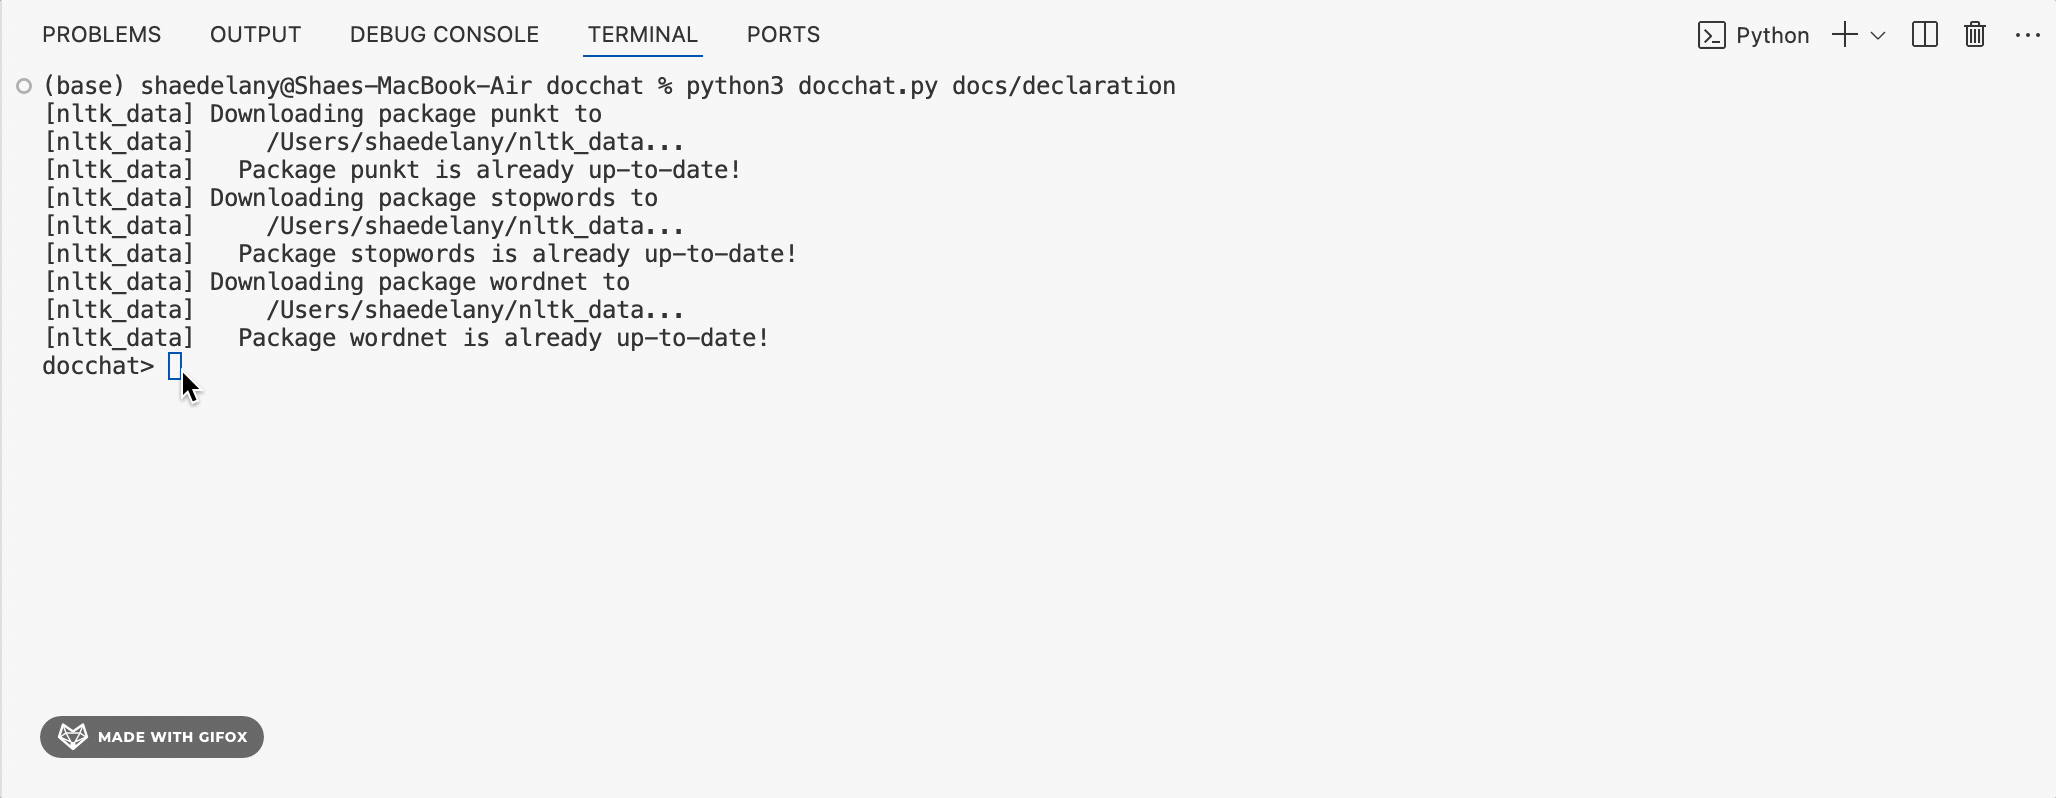 PROBLEMS OUTPUT DEBUG CONSOLE TERMINAL PORTS Python
(base) shaedelany@Shaes-MacBook-Air docchat % python3 docchat.py docs/declaration
[nltk_data] Downloading package punkt to
[nltk_data]     /Users/shaedelany/nltk_data...
[nltk_data]   Package punkt is already up-to-date!
[nltk_data] Downloading package stopwords to
[nltk_data]     /Users/shaedelany/nltk_data...
[nltk_data]   Package stopwords is already up-to-date!
[nltk_data] Downloading package wordnet to
[nltk_data]     /Users/shaedelany/nltk_data...
[nltk_data]   Package wordnet is already up-to-date!
docchat>
MADE WITH GIFOX